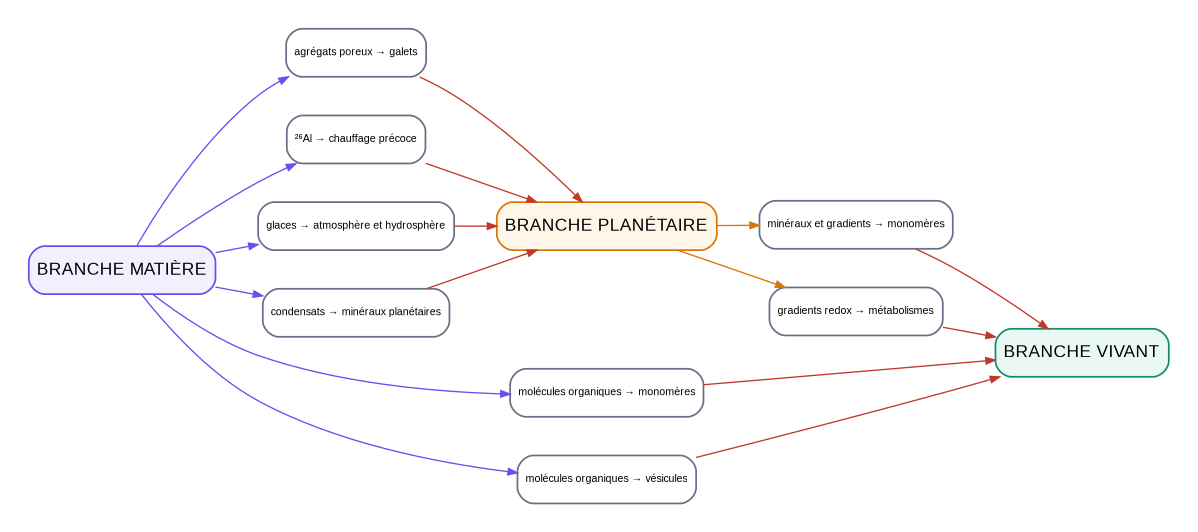 agrégats poreux → galets
²⁶Al → chauffage précoce
glaces → atmosphère et hydrosphère
condensats → minéraux planétaires
BRANCHE MATIÈRE
BRANCHE PLANÉTAIRE
minéraux et gradients → monomères
gradients redox → métabolismes
BRANCHE VIVANT
molécules organiques → monomères
molécules organiques → vésicules